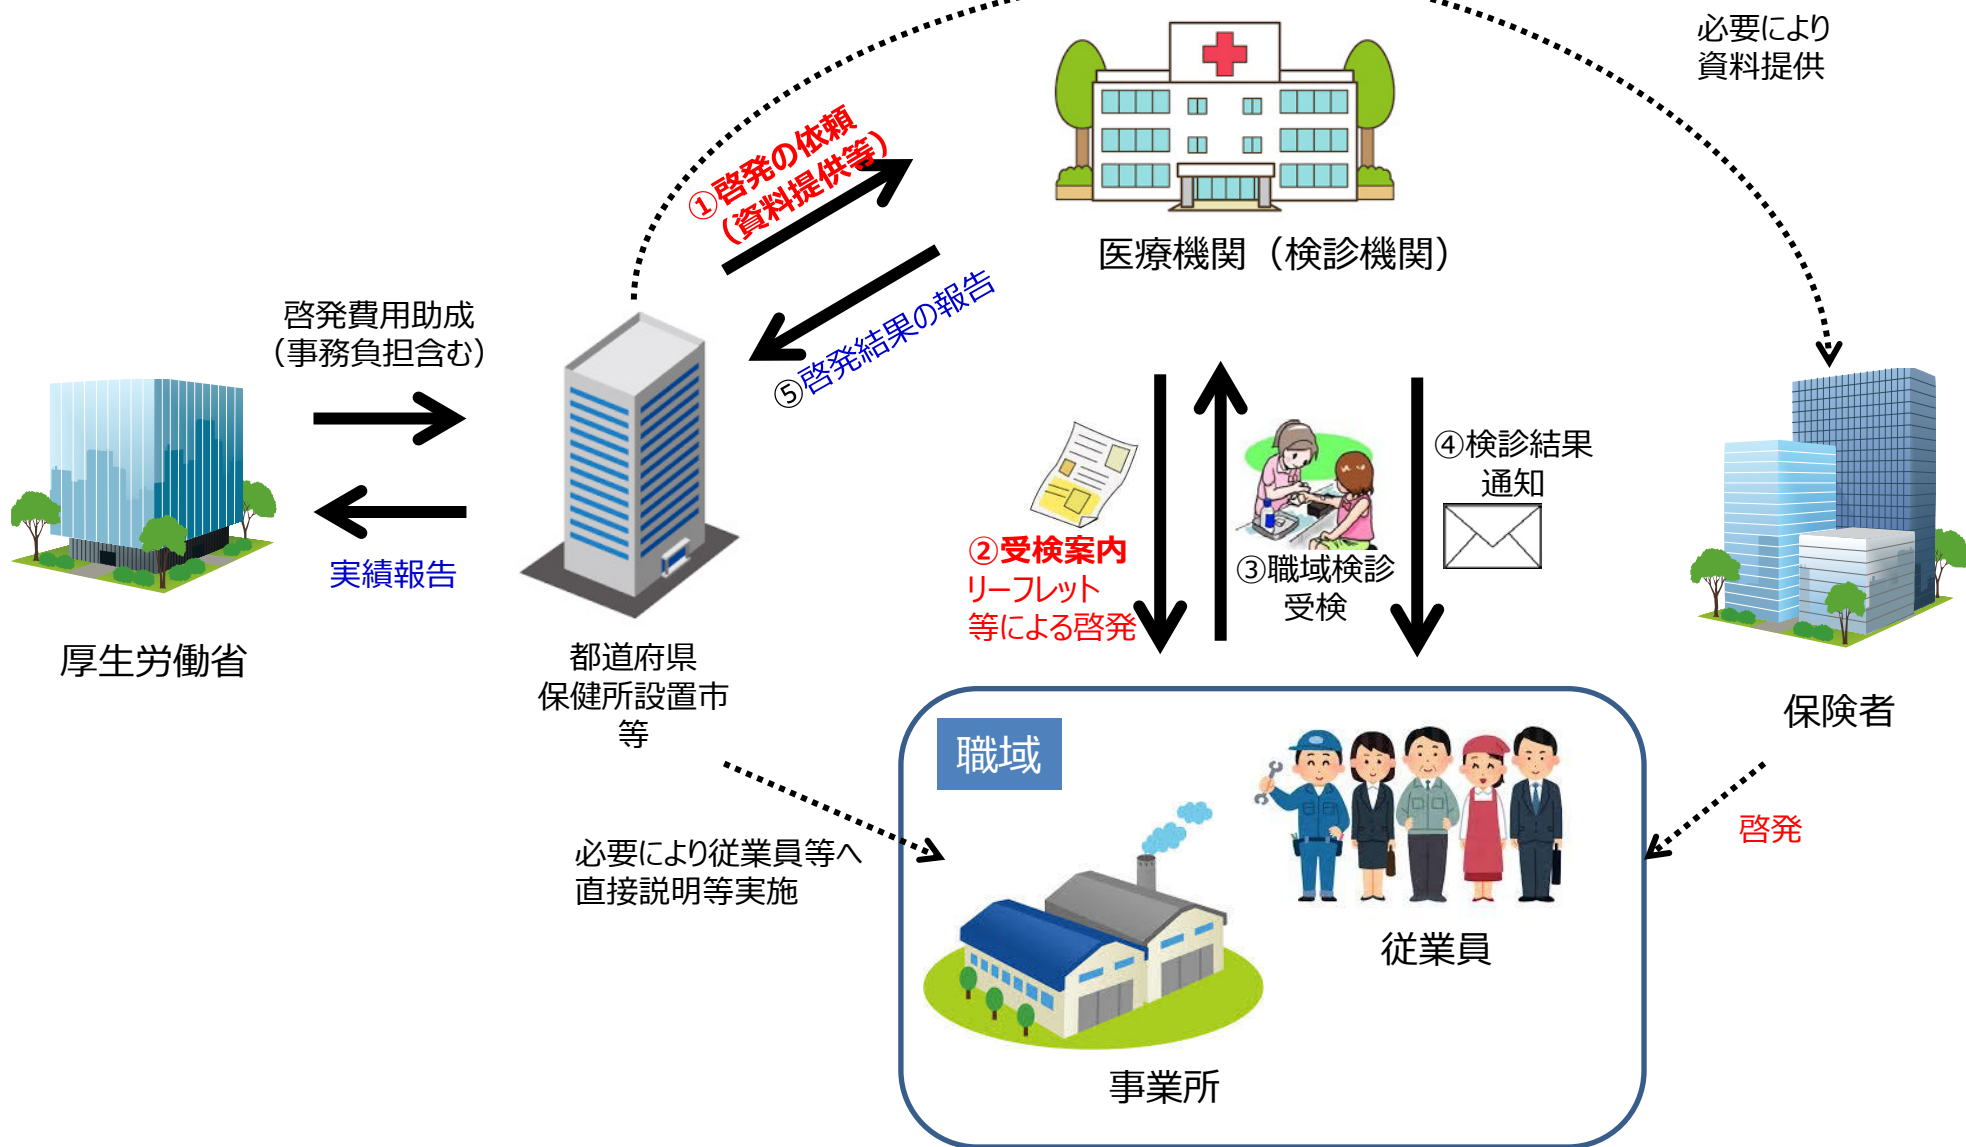 必要により
資料提供
①啓発の依頼
（資料提供等）
医療機関（検診機関）
⑤啓発結果の報告
啓発費用助成
（事務負担含む）
実績報告
厚生労働省
都道府県
保健所設置市
等
②受検案内
リーフレット
等による啓発
③職域検診
受検
④検診結果
通知
保険者
啓発
必要により従業員等へ
直接説明等実施
職域
従業員
事業所